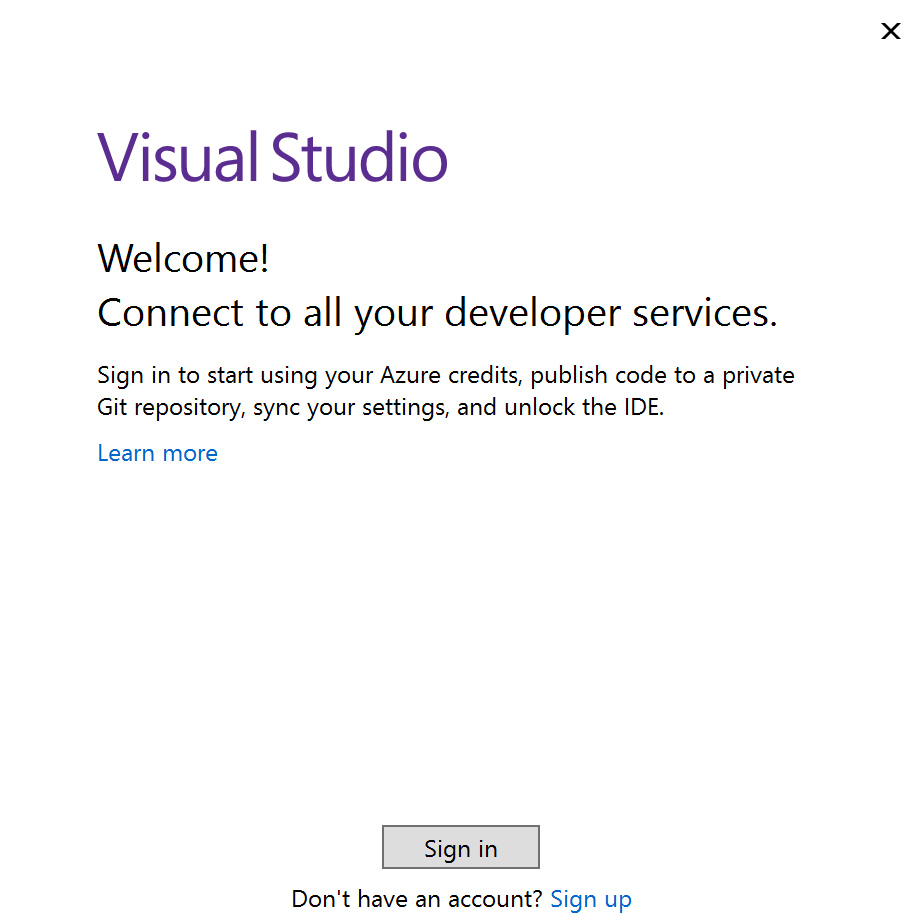 Visual Studio
Welcome!
Connect to all your developer services.
Sign in to start using your Azure credits, publish code to a private
Git repository, sync your settings, and unlock the IDE.
Learn more
Sign in
Don't have an account? Sign up